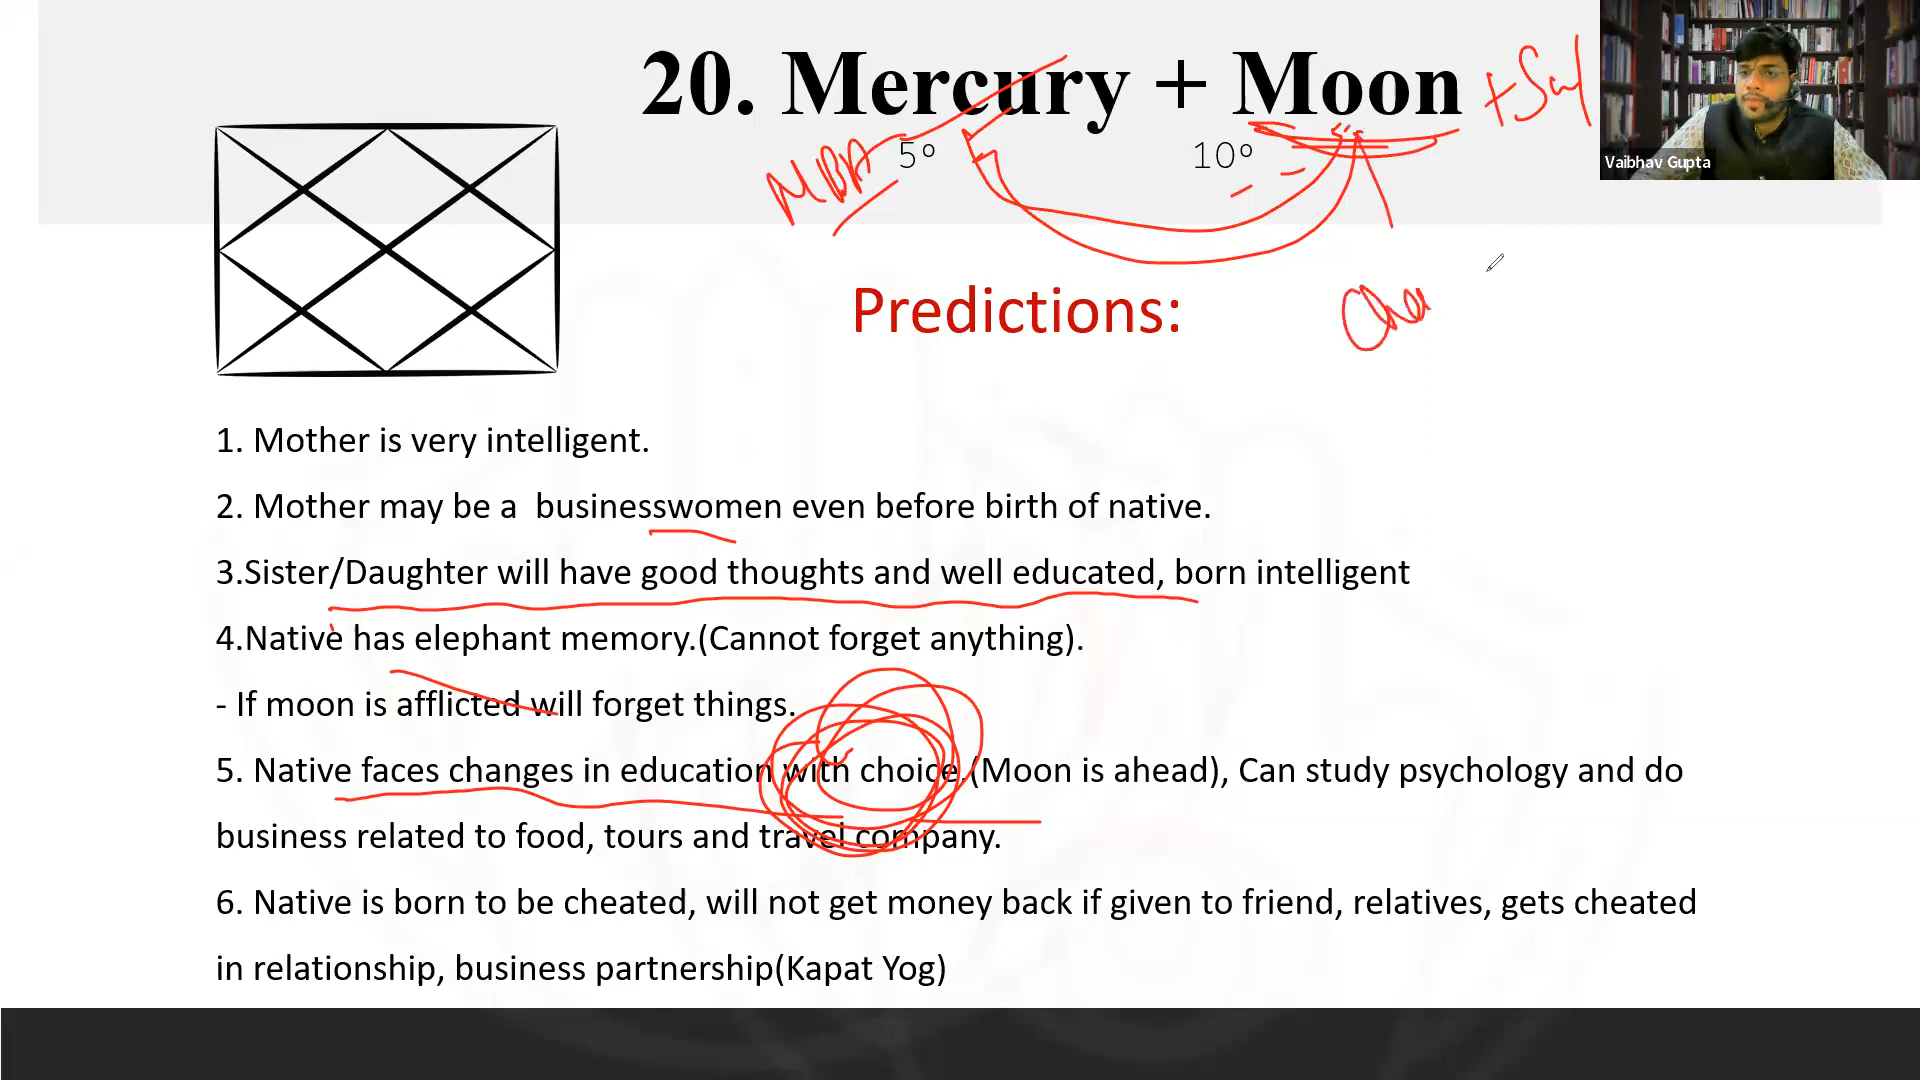 20. Mercury + Moon
Vaibhav Gupta
MBA
5º
10º
Predictions:
1. Mother is very intelligent.
2. Mother may be a businesswomen even before birth of native.
3.Sister/Daughter will have good thoughts and well educated, born intelligent
4.Native has elephant memory.(Cannot forget anything).
- If moon is afflicted will forget things.
5. Native faces changes in education with choice.(Moon is ahead), Can study psychology and do
business related to food, tours and travel company.
6. Native is born to be cheated, will not get money back if given to friend, relatives, gets cheated
in relationship, business partnership(Kapat Yog)